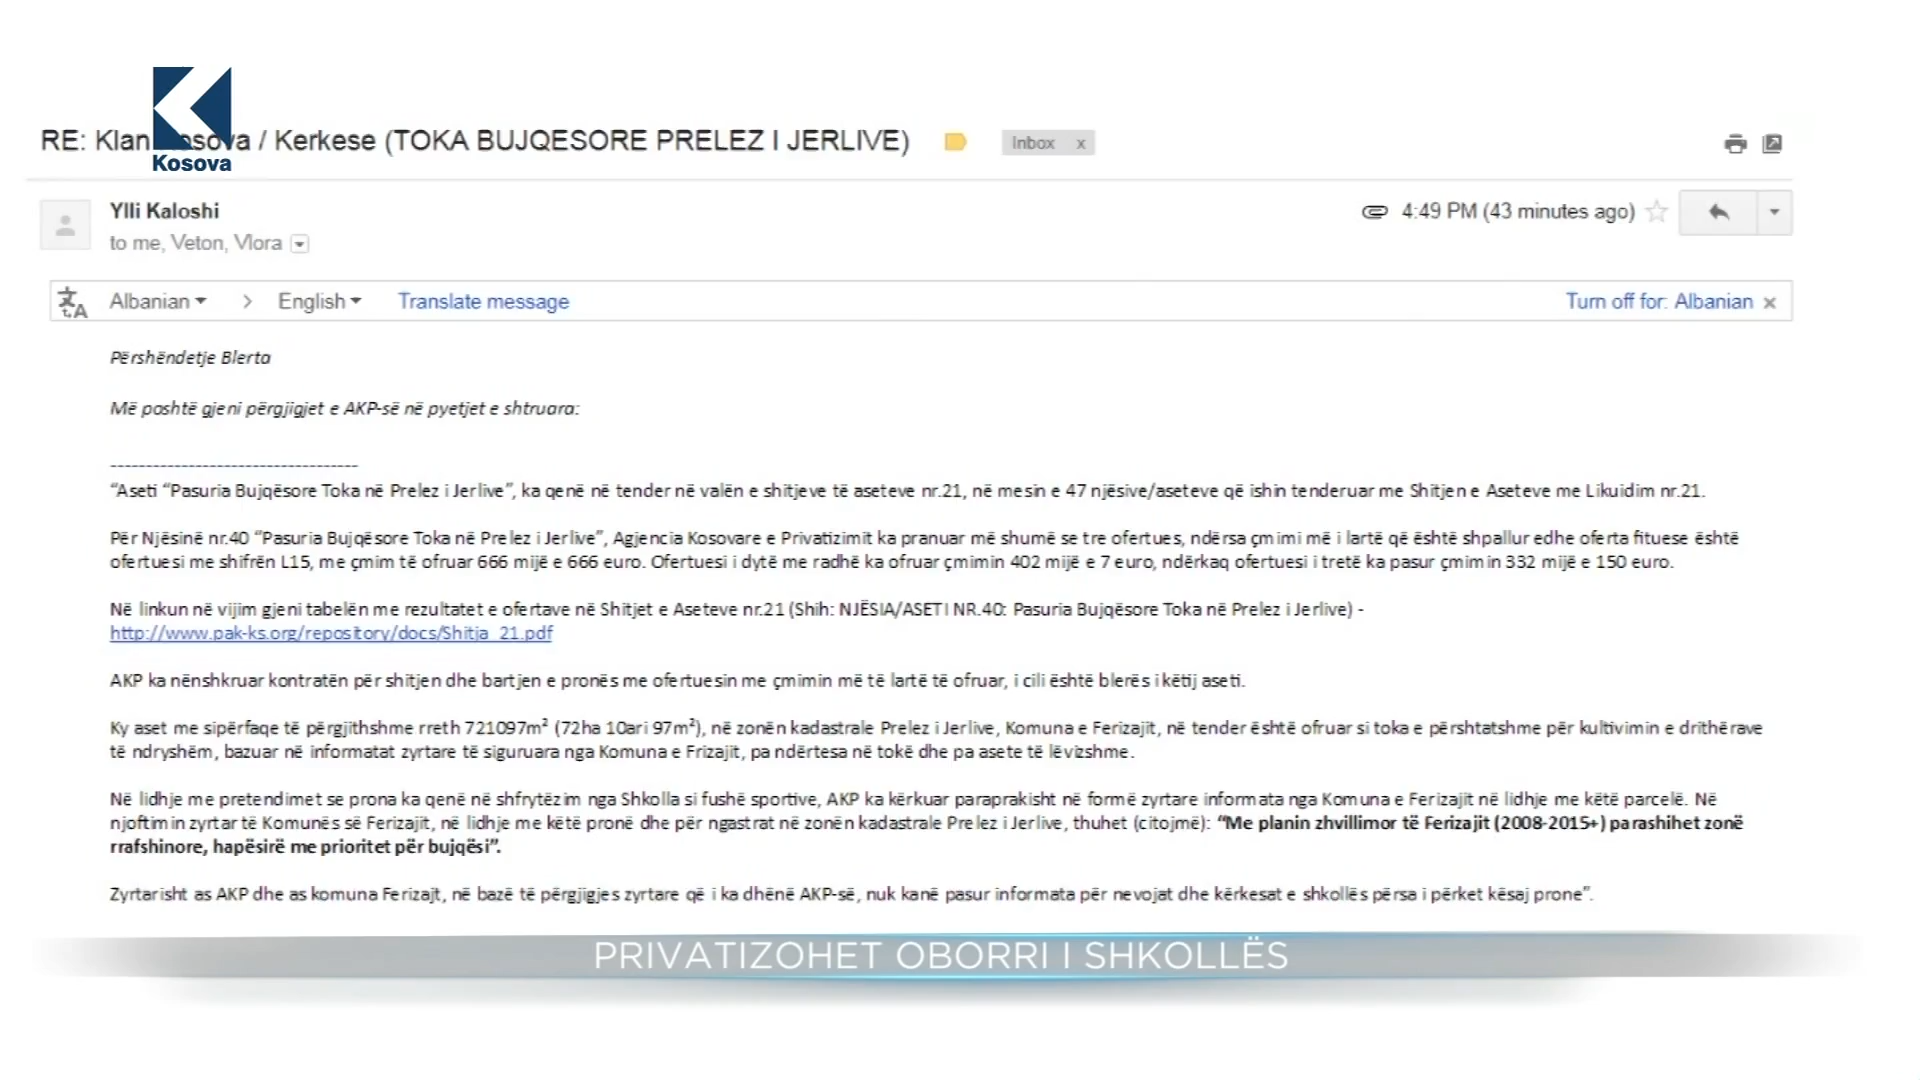 Kosova
RE: Klan Kosova / Kerkese (TOKA BUJQESORE PRELEZ I JERLIVE) Inbox x
Ylli Kaloshi 4:49 PM (43 minutes ago)
to me, Veton, Vlora
Albanian > English Translate message Turn off for: Albanian x
Përshëndetje Blerta
Më poshtë gjeni përgjigjet e AKP-së në pyetjet e shtruara:
-----------------------------------
“Aseti “Pasuria Bujqësore Toka në Prelez i Jerlive”, ka qenë në tender në valën e shitjeve të aseteve nr.21, në mesin e 47 njësive/aseteve që ishin tenderuar me Shitjen e Aseteve me Likuidim nr.21.
Për Njësinë nr.40 “Pasuria Bujqësore Toka në Prelez i Jerlive”, Agjencia Kosovare e Privatizimit ka pranuar më shumë se tre ofertues, ndërsa çmimi më i lartë që është shpallur edhe oferta fituese është
ofertuesi me shifrën L15, me çmim të ofruar 666 mijë e 666 euro. Ofertuesi i dytë me radhë ka ofruar çmimin 402 mijë e 7 euro, ndërkaq ofertuesi i tretë ka pasur çmimin 332 mijë e 150 euro.
Në linkun në vijim gjeni tabelën me rezultatet e ofertave në Shitjet e Aseteve nr.21 (Shih: NJËSIA/ASETI NR.40: Pasuria Bujqësore Toka në Prelez i Jerlive) -
http://www.pak-ks.org/repository/docs/Shitja_21.pdf
AKP ka nënshkruar kontratën për shitjen dhe bartjen e pronës me ofertuesin me çmimin më të lartë të ofruar, i cili është blerës i këtij aseti.
Ky aset me sipërfaqe të përgjithshme rreth 721097m² (72ha 10ari 97m²), në zonën kadastrale Prelez i Jerlive, Komuna e Ferizajit, në tender është ofruar si toka e përshtatshme për kultivimin e drithërave
të ndryshëm, bazuar në informatat zyrtare të siguruara nga Komuna e Frizajit, pa ndërtesa në tokë dhe pa asete të lëvizshme.
Në lidhje me pretendimet se prona ka qenë në shfrytëzim nga Shkolla si fushë sportive, AKP ka kërkuar paraprakisht në formë zyrtare informata nga Komuna e Ferizajit në lidhje me këtë parcelë. Në
njoftimin zyrtar të Komunës së Ferizajit, në lidhje me këtë pronë dhe për ngastrat në zonën kadastrale Prelez i Jerlive, thuhet (citojmë): “Me planin zhvillimor të Ferizajit (2008-2015+) parashihet zonë
rrafshinore, hapësirë me prioritet për bujqësi”.
Zyrtarisht as AKP dhe as komuna Ferizajt, në bazë të përgjigjes zyrtare që i ka dhënë AKP-së, nuk kanë pasur informata për nevojat dhe kërkesat e shkollës përsa i përket kësaj prone”.
PRIVATIZOHET OBORRI I SHKOLLËS